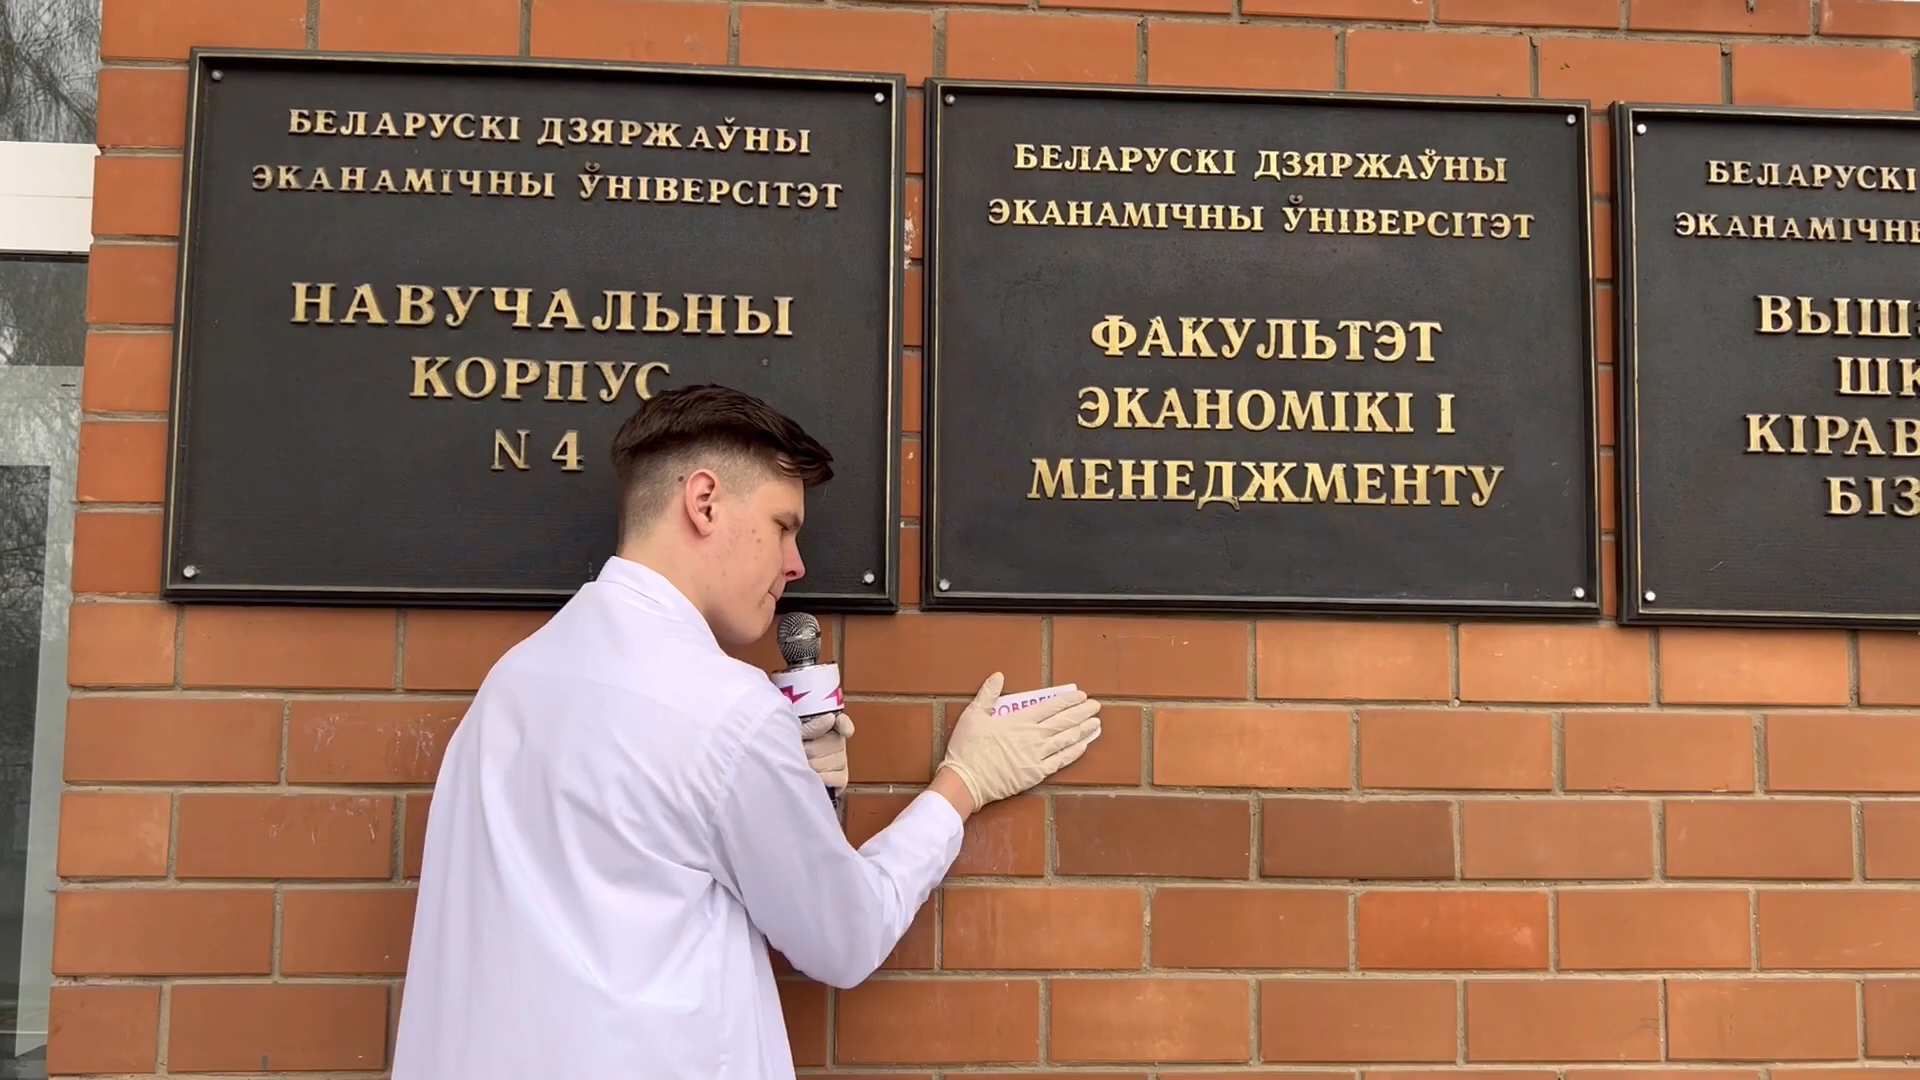 БЕЛАРУСКІ ДЗЯРЖАЎНЫ
ЭКАНАМІЧНЫ ЎНІВЕРСІТЭТ
НАВУЧАЛЬНЫ
КОРПУС
N 4
БЕЛАРУСКІ ДЗЯРЖАЎНЫ
ЭКАНАМІЧНЫ ЎНІВЕРСІТЭТ
ФАКУЛЬТЭТ
ЭКАНОМІКІ І
МЕНЕДЖМЕНТУ
БЕЛАРУСКІ